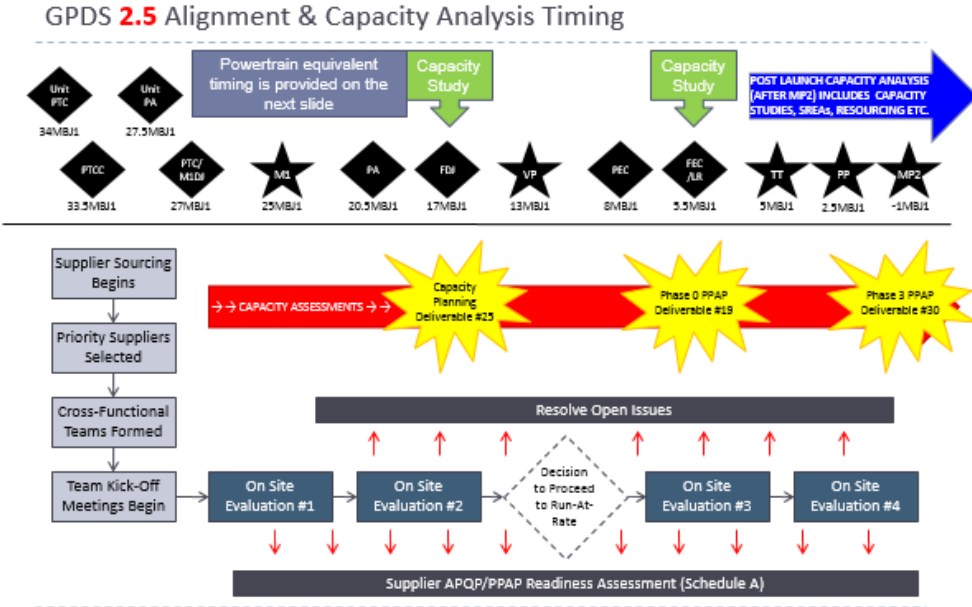 GPDS 2.5 Alignment & Capacity Analysis Timing
Unit
PTC
34MBJ1
Unit
PA
27.5MBJ1
Powertrain equivalent
timing is provided on the
next slide
Capacity
Study
Capacity
Study
POST LAUNCH CAPACITY ANALYSIS
(AFTER MP2) INCLUDES CAPACITY
STUDIES, SREAs, RESOURCING ETC.
PTCC
33.5MBJ1
PTC/
M1DJ
27MBJ1
M1
25MBJ1
PA
20.5MBJ1
FDJ
17MBJ1
VP
13MBJ1
PEC
8MBJ1
FEC
/LR
5.5MBJ1
TT
5MBJ1
PP
2.5MBJ1
MP2
-1MBJ1
Supplier Sourcing
Begins
Priority Suppliers
Selected
Cross-Functional
Teams Formed
Team Kick-Off
Meetings Begin
→ → CAPACITY ASSESSMENTS → →
Capacity
Planning
Deliverable #25
Phase 0 PPAP
Deliverable #19
Phase 3 PPAP
Deliverable #30
Resolve Open Issues
On Site
Evaluation #1
On Site
Evaluation #2
Decision
to Proceed
to Run-At-
Rate
On Site
Evaluation #3
On Site
Evaluation #4
Supplier APQP/PPAP Readiness Assessment (Schedule A)